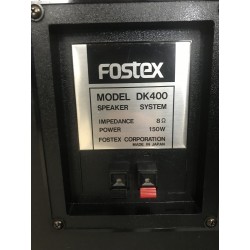 FOSTEX
MODEL DK400
SPEAKER SYSTEM
IMPEDANCE 8Ω
POWER 150W
FOSTEX CORPORATION
MADE IN JAPAN